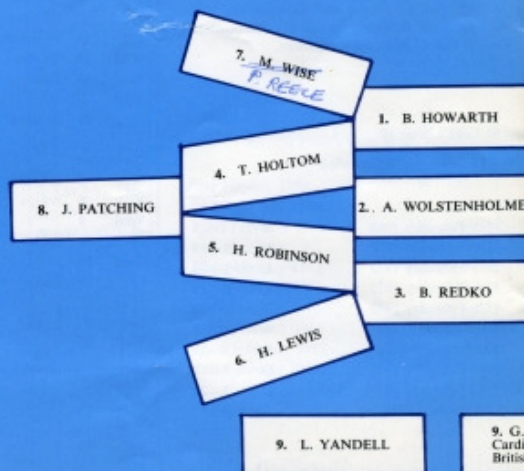 7. M. WISE
P. REECE
1. B. HOWARTH
4. T. HOLTOM
8. J. PATCHING
2. A. WOLSTENHOLME
5. H. ROBINSON
3. B. REDKO
6. H. LEWIS
9. L. YANDELL
9. G.
Cardi
Britis